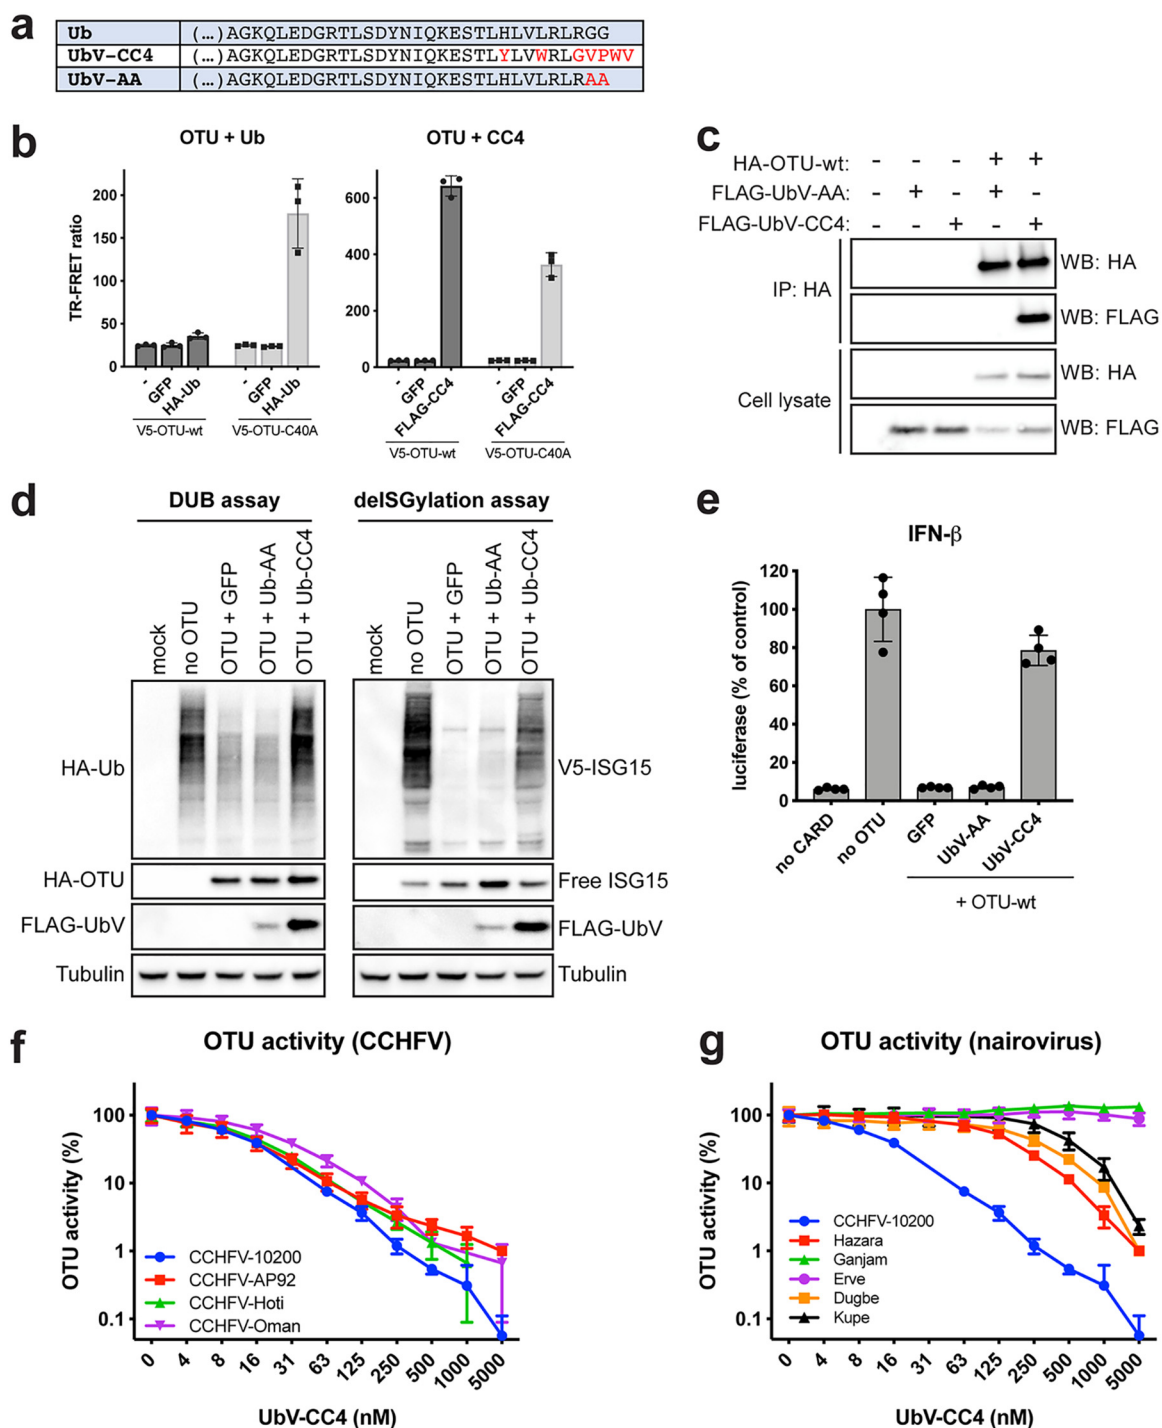 a
Ub (...)AGKQLEDGRTLSDYNIQKESTLHLVLRLRGG
UbV-CC4 (...)AGKQLEDGRTLSDYNIQKESTLYLVWRLGVPWV
UbV-AA (...)AGKQLEDGRTLSDYNIQKESTLHLVLRLRAA
b
OTU + Ub
TR-FRET ratio
200
150
100
50
0
- GFP HA-Ub - GFP HA-Ub
V5-OTU-wt V5-OTU-C40A
OTU + CC4
600
400
200
0
- GFP FLAG-CC4 - GFP FLAG-CC4
V5-OTU-wt V5-OTU-C40A
c
HA-OTU-wt: - - - + +
FLAG-UbV-AA: - + - + -
FLAG-UbV-CC4: - - + - +
IP: HA
WB: HA
WB: FLAG
Cell lysate
WB: HA
WB: FLAG
d
DUB assay
mock no OTU OTU + GFP OTU + Ub-AA OTU + Ub-CC4
HA-Ub
HA-OTU
FLAG-UbV
Tubulin
deISGylation assay
mock no OTU OTU + GFP OTU + Ub-AA OTU + Ub-CC4
V5-ISG15
Free ISG15
FLAG-UbV
Tubulin
e
IFN-β
luciferase (% of control)
120
100
80
60
40
20
0
no CARD no OTU GFP UbV-AA UbV-CC4
+ OTU-wt
f
OTU activity (CCHFV)
OTU activity (%)
100
10
1
0.1
CCHFV-10200
CCHFV-AP92
CCHFV-Hoti
CCHFV-Oman
0 4 8 16 31 63 125 250 500 1000 5000
UbV-CC4 (nM)
g
OTU activity (nairovirus)
OTU activity (%)
100
10
1
0.1
CCHFV-10200
Hazara
Ganjam
Erve
Dugbe
Kupe
0 4 8 16 31 63 125 250 500 1000 5000
UbV-CC4 (nM)